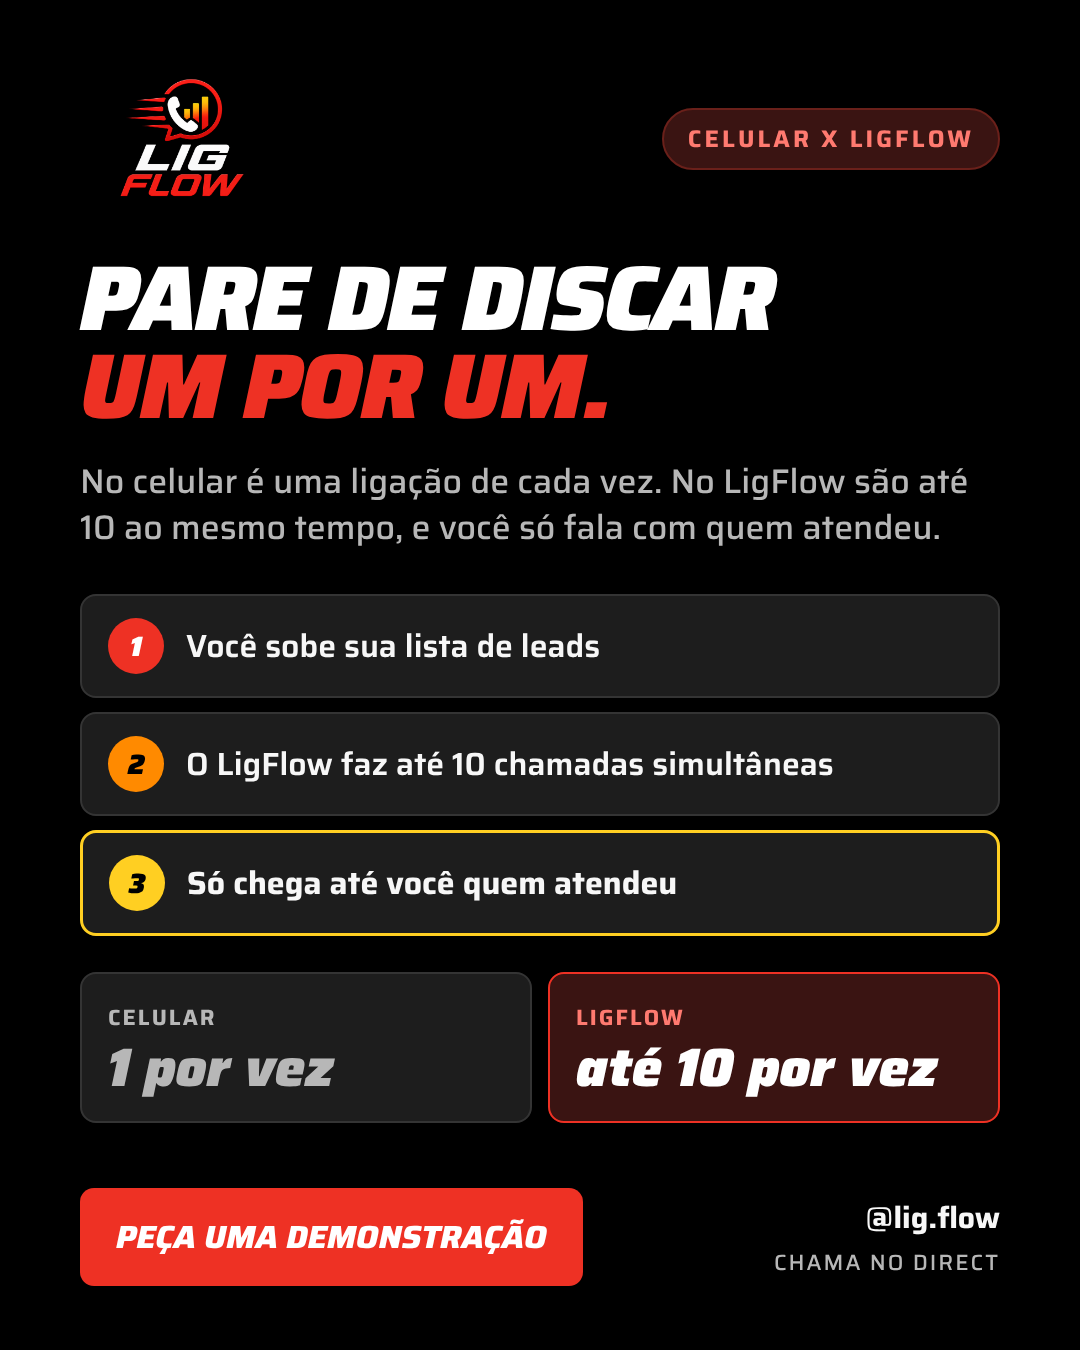 LIG
FLOW
CELULAR X LIGFLOW
PARE DE DISCAR
UM POR UM.
No celular é uma ligação de cada vez. No LigFlow são até
10 ao mesmo tempo, e você só fala com quem atendeu.
1 Você sobe sua lista de leads
2 O LigFlow faz até 10 chamadas simultâneas
3 Só chega até você quem atendeu
CELULAR
1 por vez
LIGFLOW
até 10 por vez
PEÇA UMA DEMONSTRAÇÃO
@lig.flow
CHAMA NO DIRECT